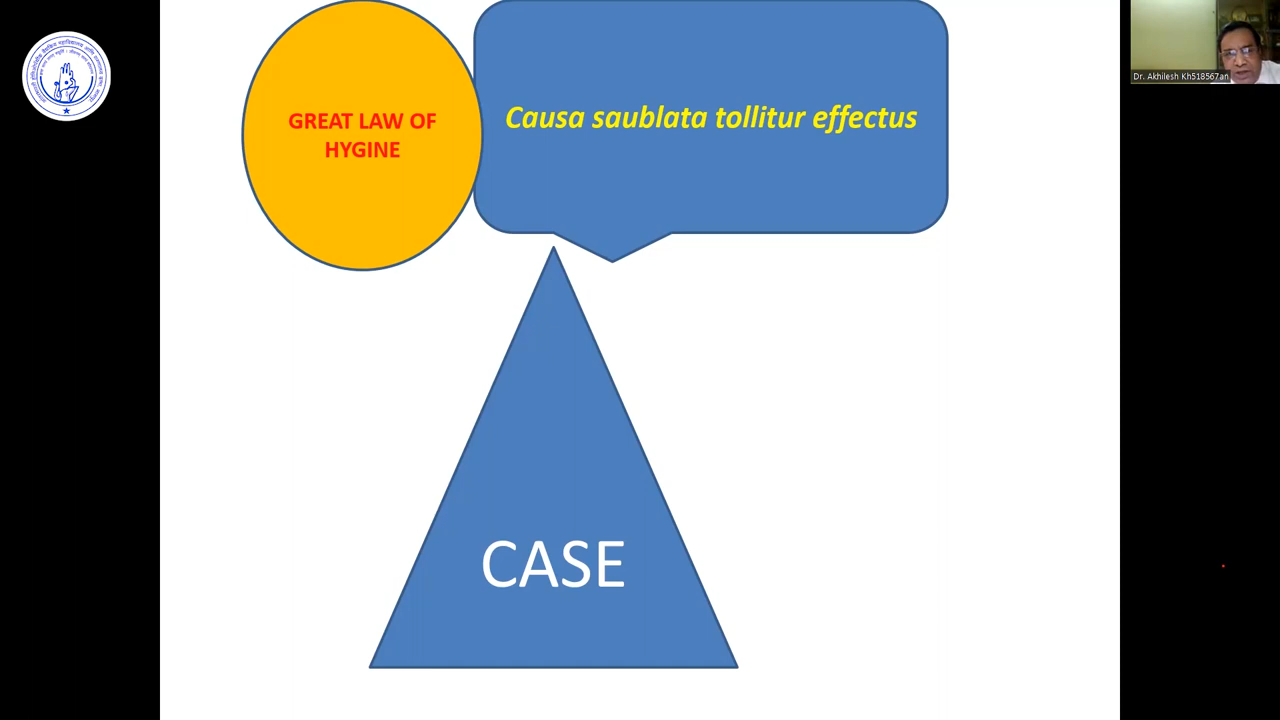 GREAT LAW OF
HYGINE
Causa saublata tollitur effectus
CASE
Dr. Akhilesh Kh518567an